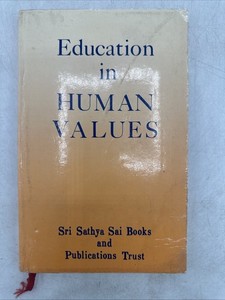 Education
in
HUMAN
VALUES
Sri Sathya Sai Books
and
Publications Trust